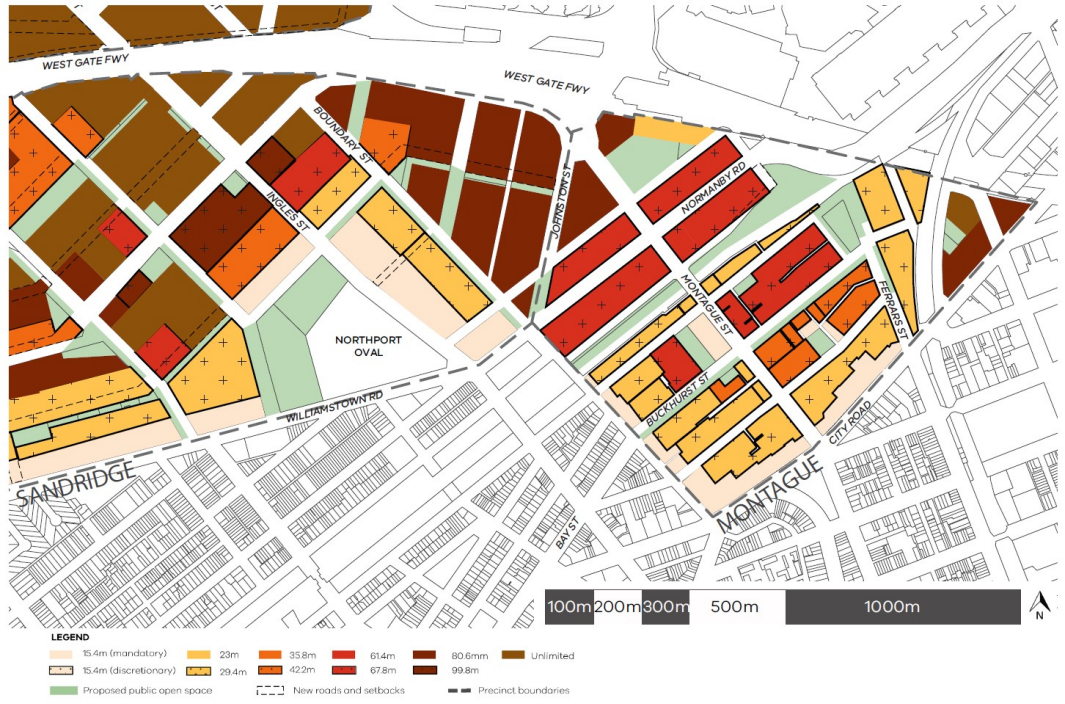 WEST GATE FWY
WEST GATE FWY
BOUNDARY ST
INGLES ST
JOHNSTON ST
NORMANBY RD
MONTAGUE ST
FERRARS ST
NORTHPORT
OVAL
BUCKHURST ST
WILLIAMSTOWN RD
CITY ROAD
SANDRIDGE
MONTAGUE
BAY ST
100m 200m 300m 500m 1000m
N
LEGEND
15.4m (mandatory) 23m 35.8m 61.4m 80.6mm Unlimited
15.4m (discretionary) 29.4m 42.2m 67.8m 99.8m
Proposed public open space New roads and setbacks Precinct boundaries